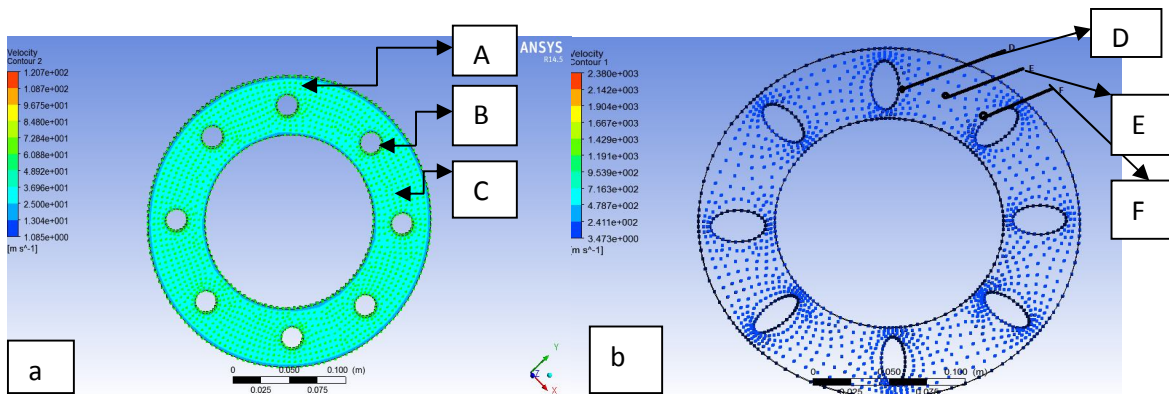 Velocity
Contour 2
1.207e+002
1.087e+002
9.675e+001
8.480e+001
7.284e+001
6.088e+001
4.892e+001
3.696e+001
2.500e+001
1.304e+001
1.085e+000
[m s^-1]
ANSYS
R14.5
A
B
C
a
0 0.050 0.100 (m)
0.025 0.075
Z
Y
X
Velocity
Contour 1
2.380e+003
2.142e+003
1.904e+003
1.667e+003
1.429e+003
1.191e+003
9.539e+002
7.163e+002
4.787e+002
2.411e+002
3.473e+000
[m s^-1]
D
E
F
D
E
F
b
0 0.050 0.100 (m)
0.025 0.075